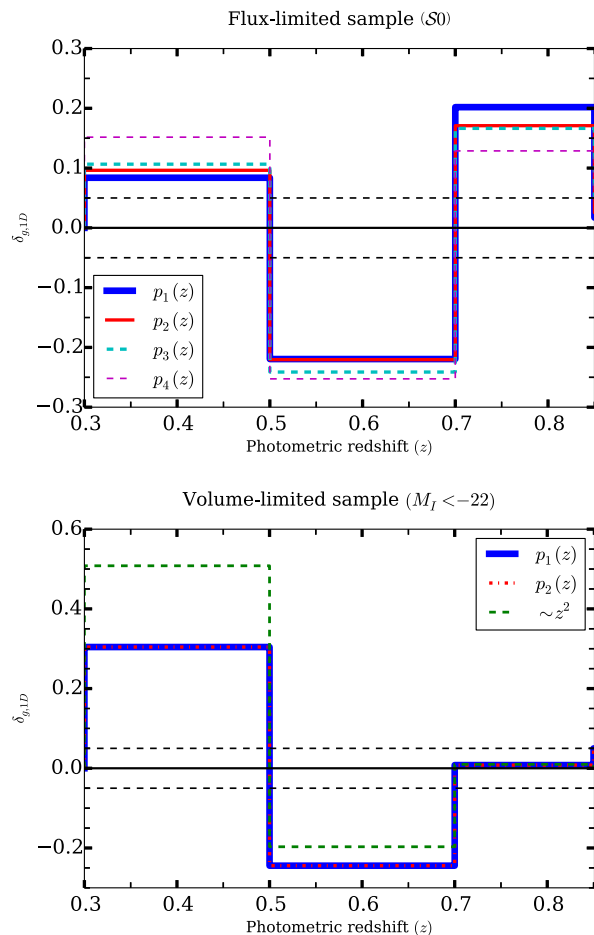 Flux-limited sample (𝒮0)
0.3
0.2
0.1
0.0
−0.1
−0.2
−0.3
δg,1D
p₁(z)
p₂(z)
p₃(z)
p₄(z)
0.3 0.4 0.5 0.6 0.7 0.8
Photometric redshift (z)
Volume-limited sample (M_I <−22)
0.6
0.4
0.2
0.0
−0.2
δg,1D
p₁(z)
p₂(z)
∼z²
0.3 0.4 0.5 0.6 0.7 0.8
Photometric redshift (z)